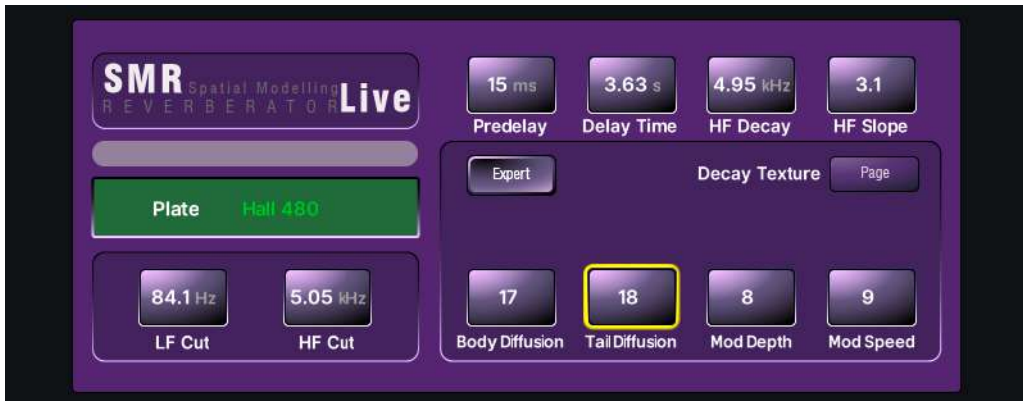 SMR Spatial Modelling
REVERBERATOR Live
15 ms
Predelay
3.63 s
Delay Time
4.95 kHz
HF Decay
3.1
HF Slope
Plate Hall 480
Expert
Decay Texture Page
84.1 Hz
LF Cut
5.05 kHz
HF Cut
17
Body Diffusion
18
Tail Diffusion
8
Mod Depth
9
Mod Speed